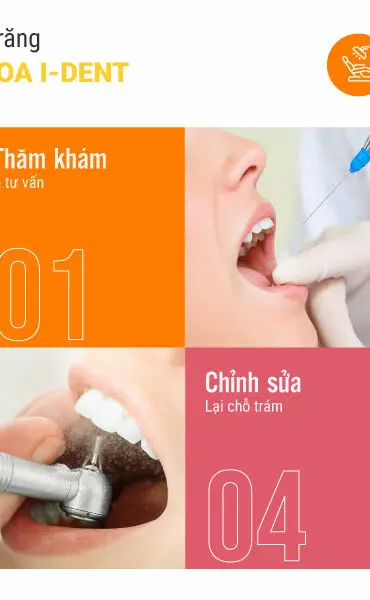 răng
OA I-DENT
Thăm khám
& tư vấn
01
Chỉnh sửa
Lại chỗ trám
04